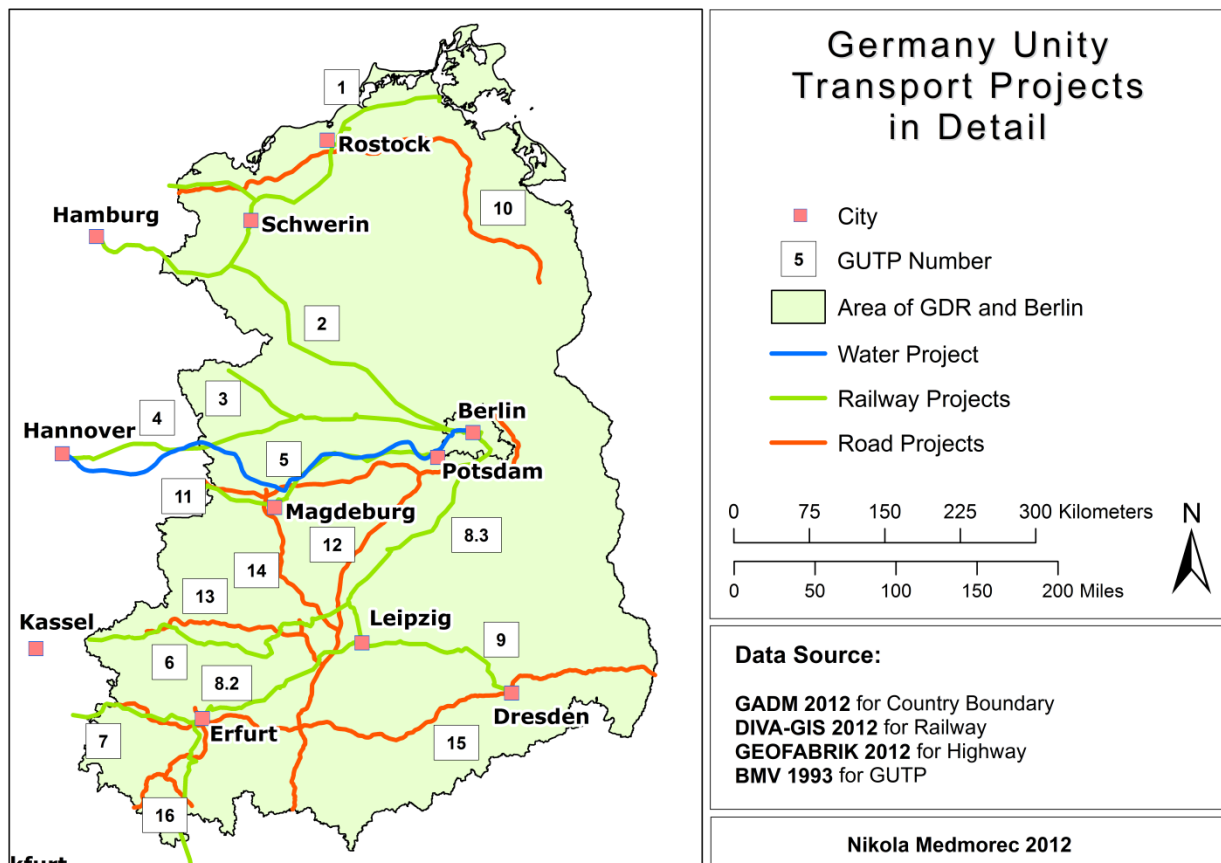 1
Rostock
10
Hamburg
Schwerin
2
3
4
Hannover
Berlin
5
Potsdam
11
Magdeburg
12
8.3
14
13
Kassel
Leipzig
6
9
8.2
Dresden
7
Erfurt
15
16
kfurt
Germany Unity
Transport Projects
in Detail
City
5 GUTP Number
Area of GDR and Berlin
Water Project
Railway Projects
Road Projects
0 75 150 225 300 Kilometers
0 50 100 150 200 Miles
N
Data Source:
GADM 2012 for Country Boundary
DIVA-GIS 2012 for Railway
GEOFABRIK 2012 for Highway
BMV 1993 for GUTP
Nikola Medmorec 2012